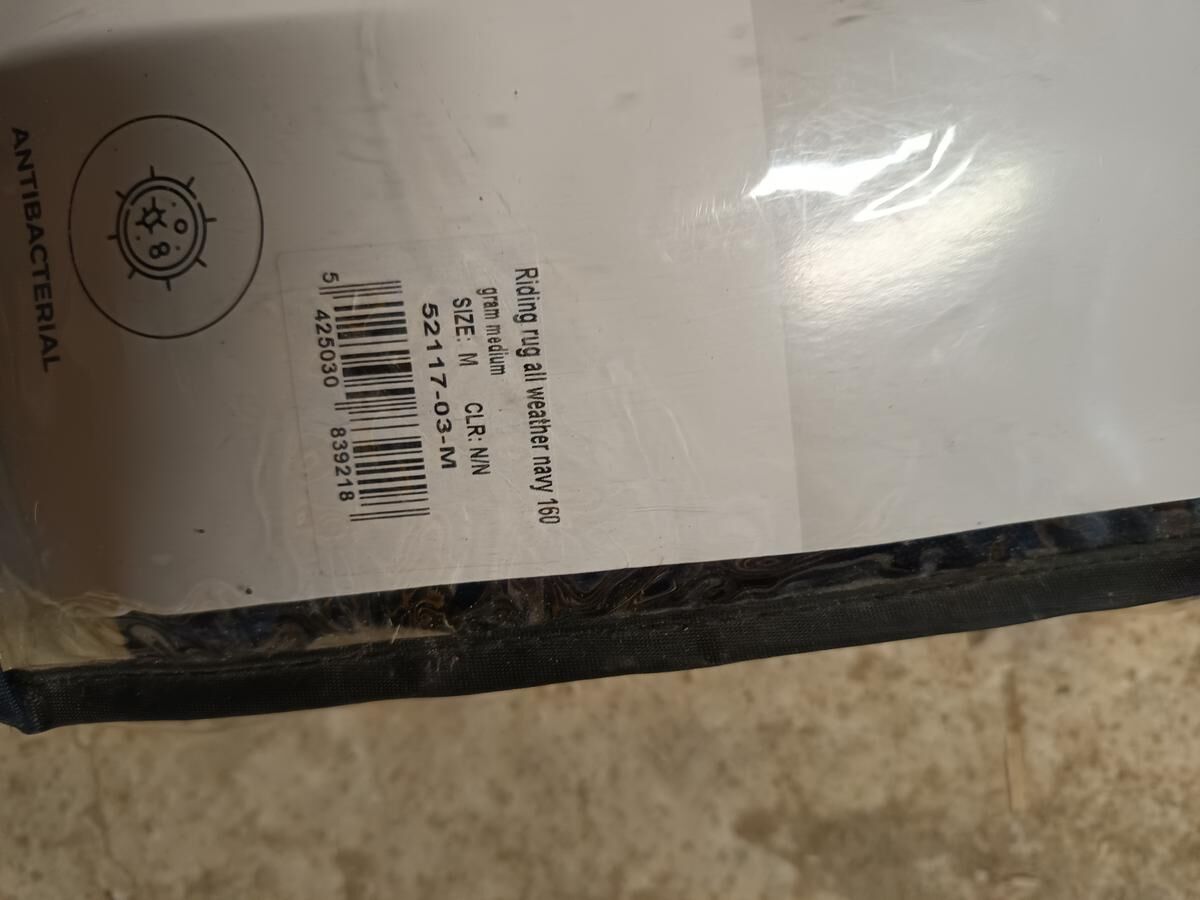 Riding rug all weather navy 160
gram medium
SIZE: M CLR: N/N
52117-03-M
5 425030 839218
ANTIBACTERIAL